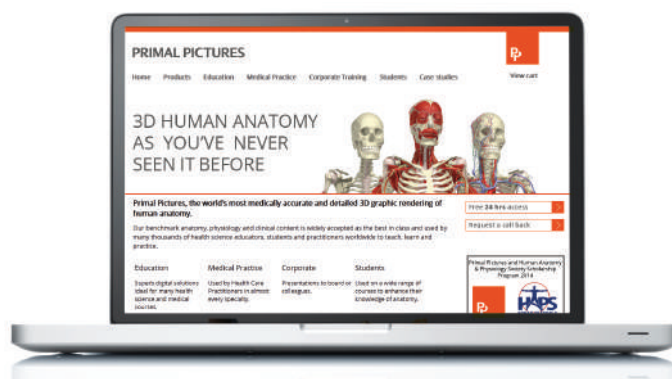 PRIMAL PICTURES
View cart
Home Products Education Medical Practice Corporate Training Students Case studies
3D HUMAN ANATOMY
AS YOU'VE NEVER
SEEN IT BEFORE
Primal Pictures, the world's most medically accurate and detailed 3D graphic rendering of
human anatomy.
Our benchmark anatomy, physiology and clinical content is widely accepted as the best in class and used by
many thousands of health science educators, students and practitioners worldwide to teach, learn and
practice.
Free 24 hrs access
Request a call back
Education
Superb digital solutions
ideal for many health
science and medical
courses.
Medical Practise
Used by Health Care
Practitioners in almost
every specialty.
Corporate
Presentations to board or
colleagues.
Students
Used on a wide range of
courses to enhance their
knowledge of anatomy.
Primal Pictures and Human Anatomy
& Physiology Society Scholarship
Program 2014
HAPS